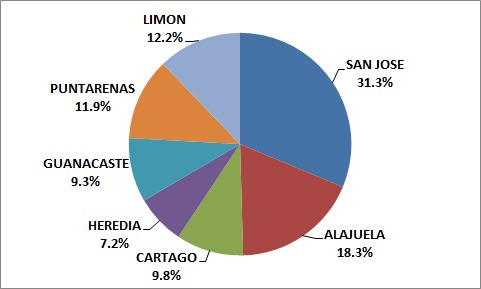 LIMON
12.2%
SAN JOSE
31.3%
PUNTARENAS
11.9%
GUANACASTE
9.3%
HEREDIA
7.2%
CARTAGO
9.8%
ALAJUELA
18.3%